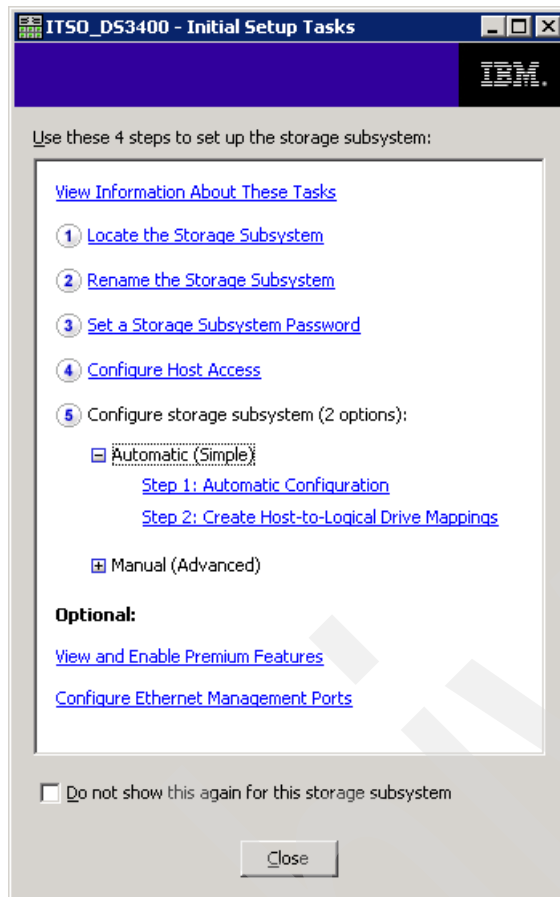 ITSO_DS3400 - Initial Setup Tasks
IBM.
Use these 4 steps to set up the storage subsystem:
View Information About These Tasks
1 Locate the Storage Subsystem
2 Rename the Storage Subsystem
3 Set a Storage Subsystem Password
4 Configure Host Access
5 Configure storage subsystem (2 options):
Automatic (Simple)
Step 1: Automatic Configuration
Step 2: Create Host-to-Logical Drive Mappings
Manual (Advanced)
Optional:
View and Enable Premium Features
Configure Ethernet Management Ports
Do not show this again for this storage subsystem
Close